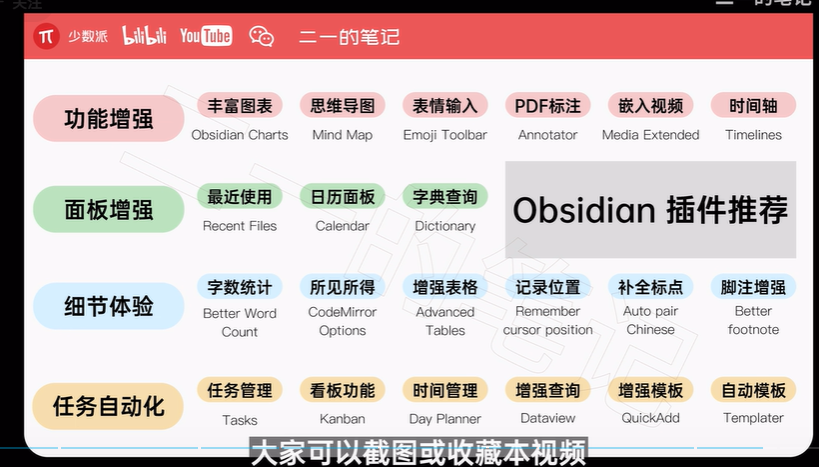 少数派 bilibili YouTube 二一的笔记
功能增强
丰富图表 思维导图 表情输入 PDF标注 嵌入视频 时间轴
Obsidian Charts Mind Map Emoji Toolbar Annotator Media Extended Timelines
面板增强
最近使用 日历面板 字典查询
Recent Files Calendar Dictionary
Obsidian 插件推荐
细节体验
字数统计 所见所得 增强表格 记录位置 补全标点 脚注增强
Better Word CodeMirror Advanced Remember Auto pair Better
Count Options Tables cursor position Chinese footnote
任务自动化
任务管理 看板功能 时间管理 增强查询 增强模板 自动模板
Tasks Kanban Day Planner Dataview QuickAdd Templater
大家可以截图或收藏本视频